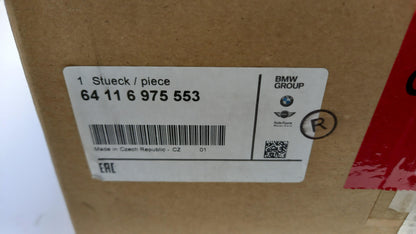 1 Stueck / piece
64 11 6 975 553
Made in Czech Republic - CZ 01
EAC
BMW
GROUP
R